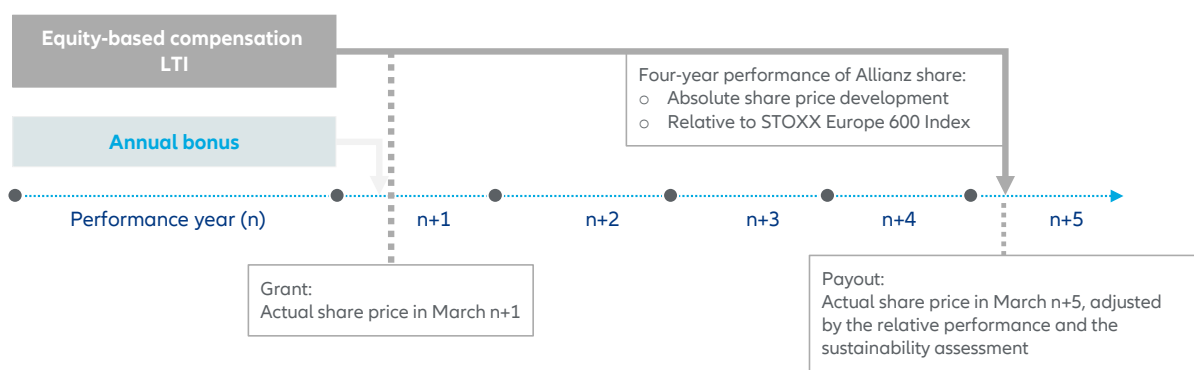 Equity-based compensation
LTI
Four-year performance of Allianz share:
○ Absolute share price development
○ Relative to STOXX Europe 600 Index
Annual bonus
Performance year (n)
n+1
n+2
n+3
n+4
n+5
Grant:
Actual share price in March n+1
Payout:
Actual share price in March n+5, adjusted
by the relative performance and the
sustainability assessment